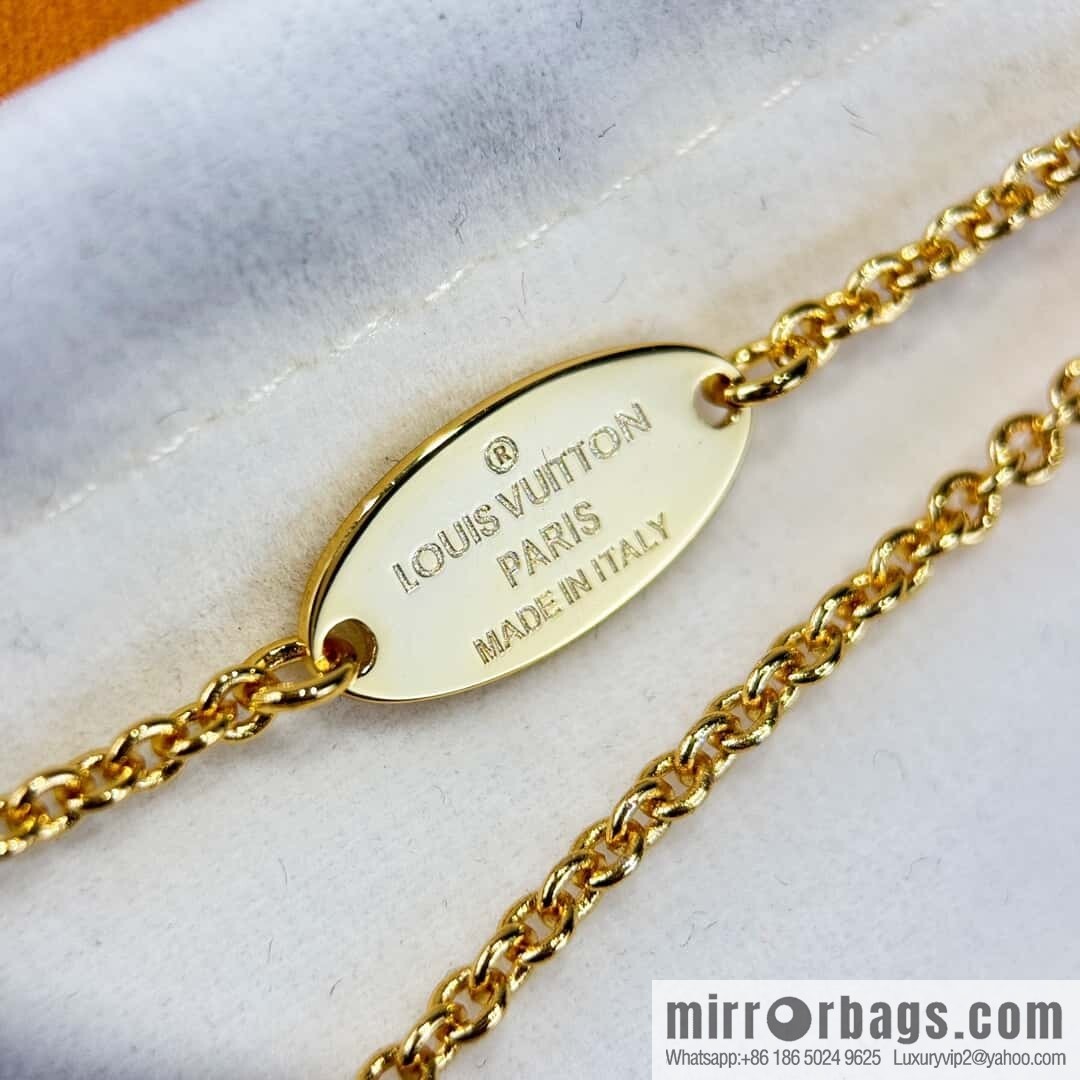 ®
LOUIS VUITTON
PARIS
MADE IN ITALY
mirrorbags.com
Whatsapp:+86 186 5024 9625 Luxuryvip2@yahoo.com